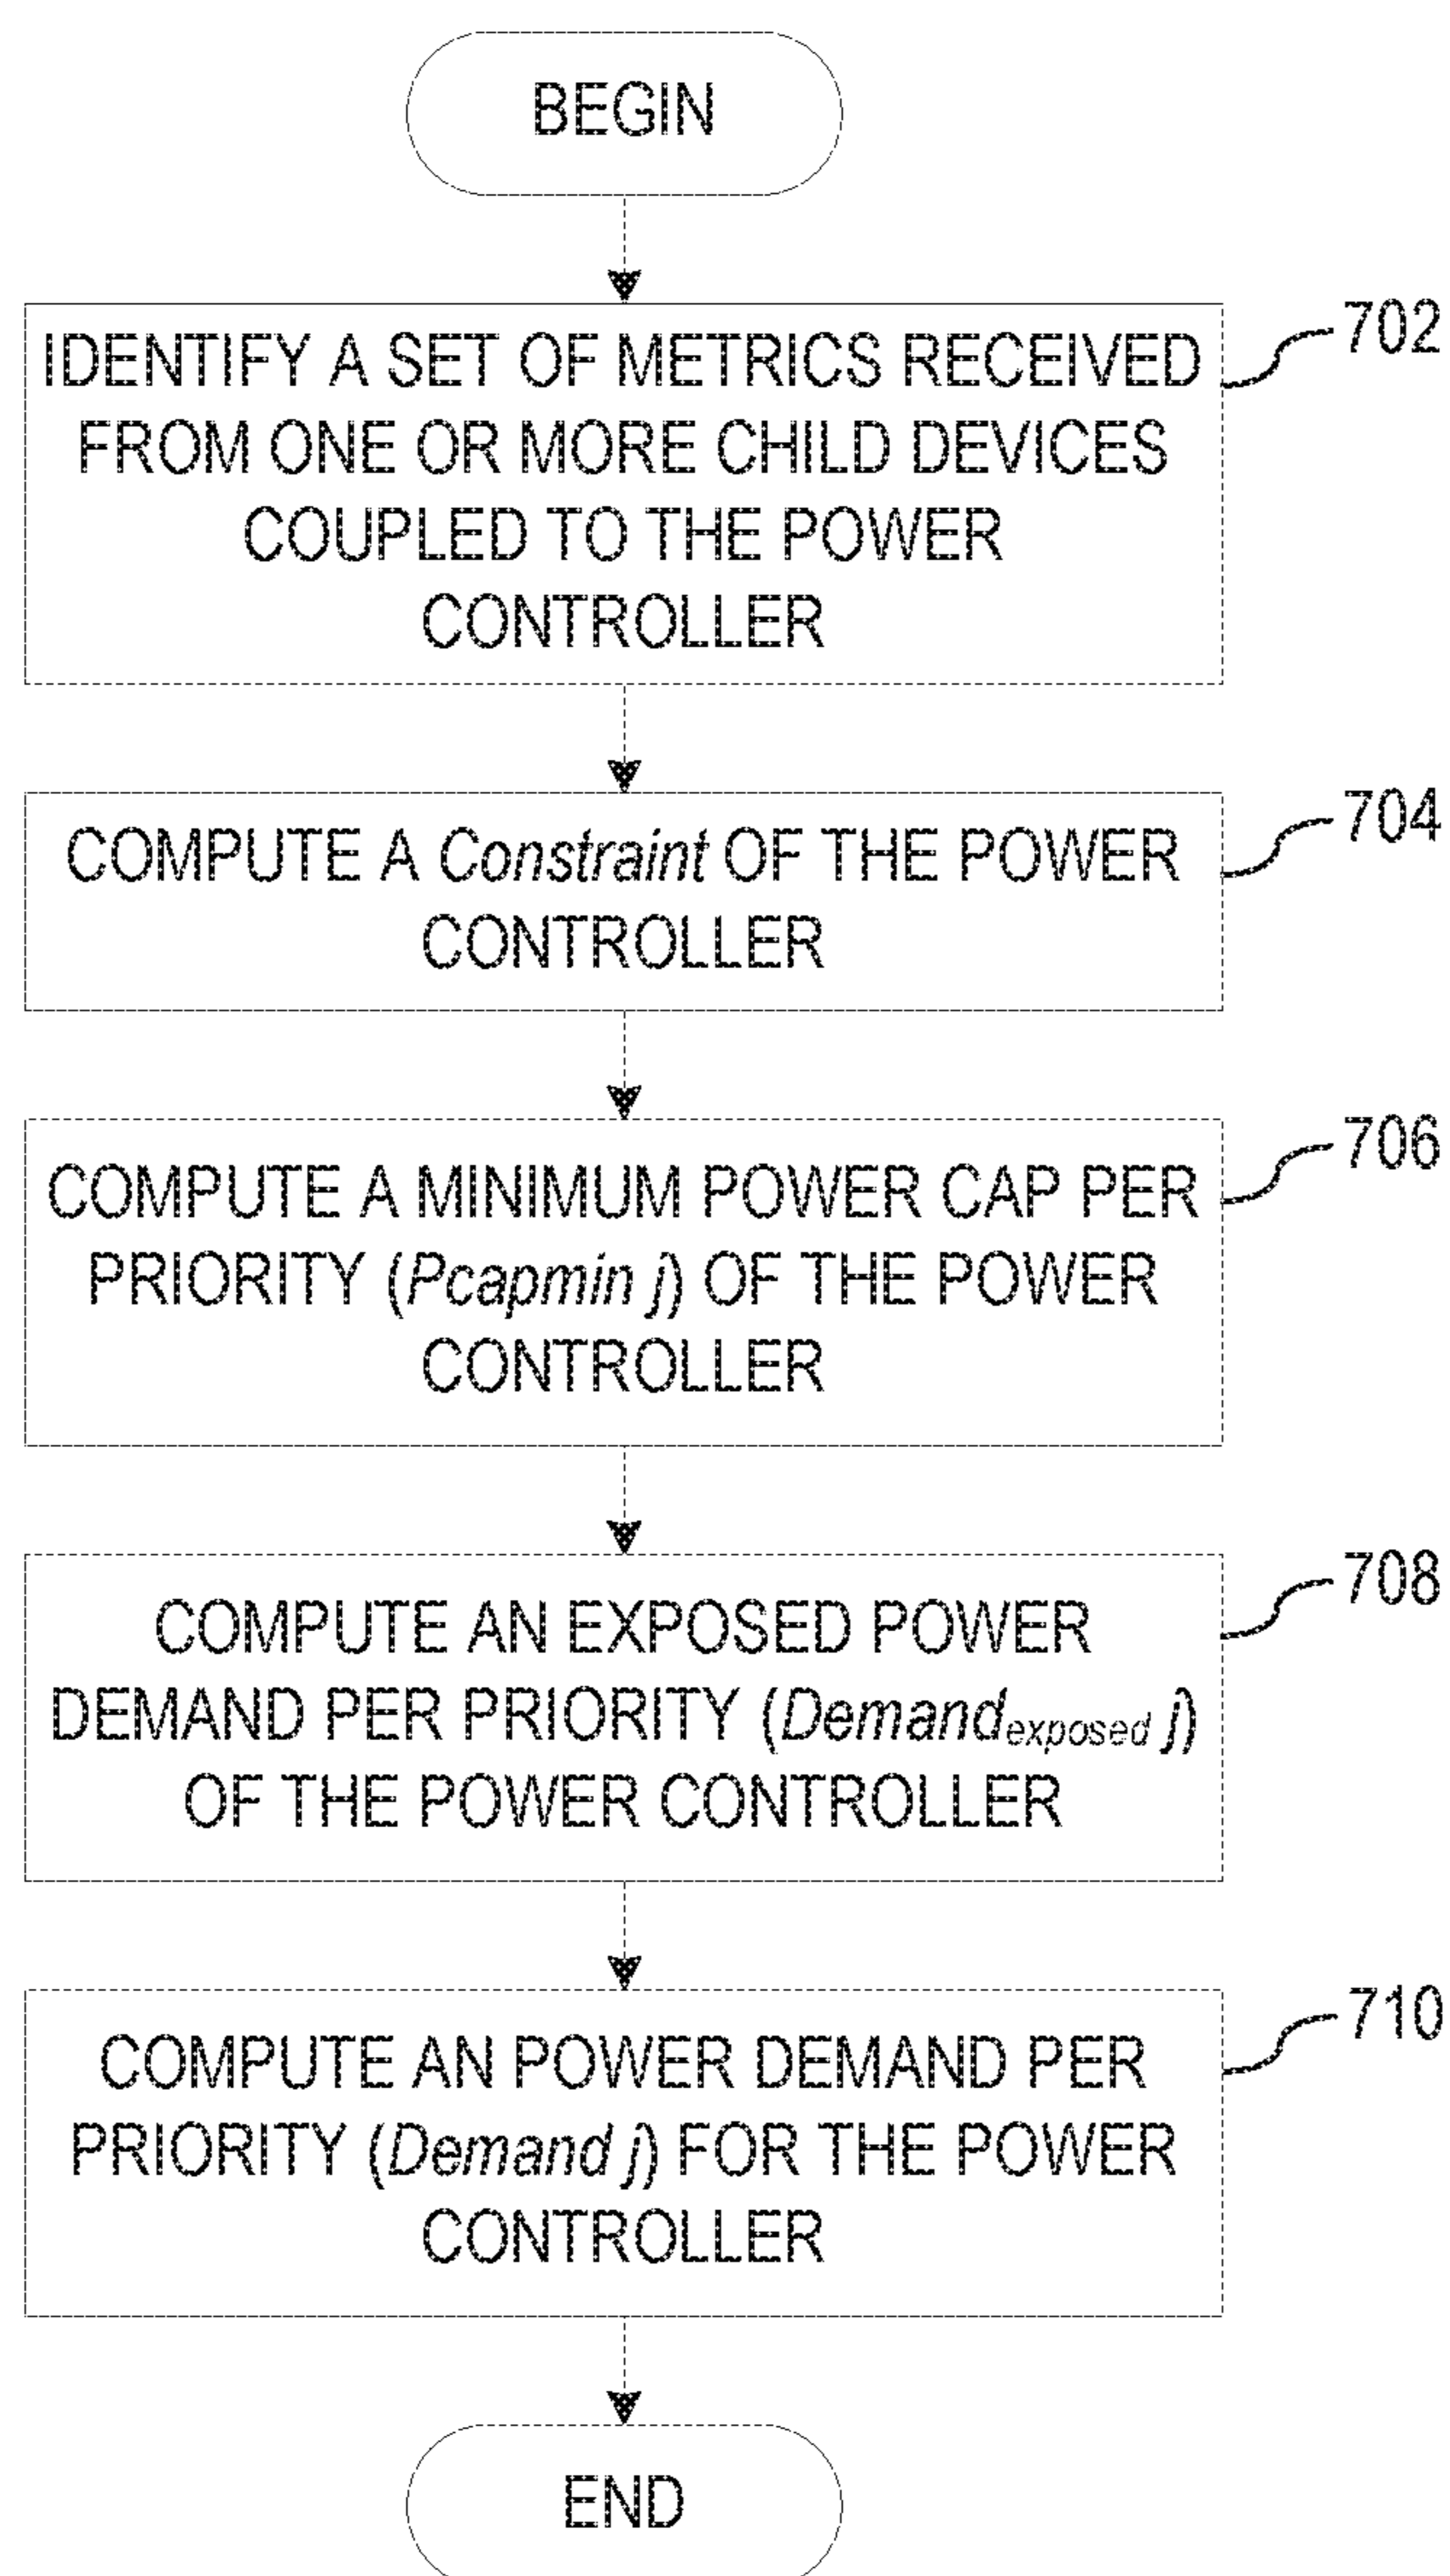 BEGIN
IDENTIFY A SET OF METRICS RECEIVED
FROM ONE OR MORE CHILD DEVICES
COUPLED TO THE POWER
CONTROLLER
702
COMPUTE A Constraint OF THE POWER
CONTROLLER
704
COMPUTE A MINIMUM POWER CAP PER
PRIORITY (Pcapmin j) OF THE POWER
CONTROLLER
706
COMPUTE AN EXPOSED POWER
DEMAND PER PRIORITY (Demandexposed j)
OF THE POWER CONTROLLER
708
COMPUTE AN POWER DEMAND PER
PRIORITY (Demand j) FOR THE POWER
CONTROLLER
710
END